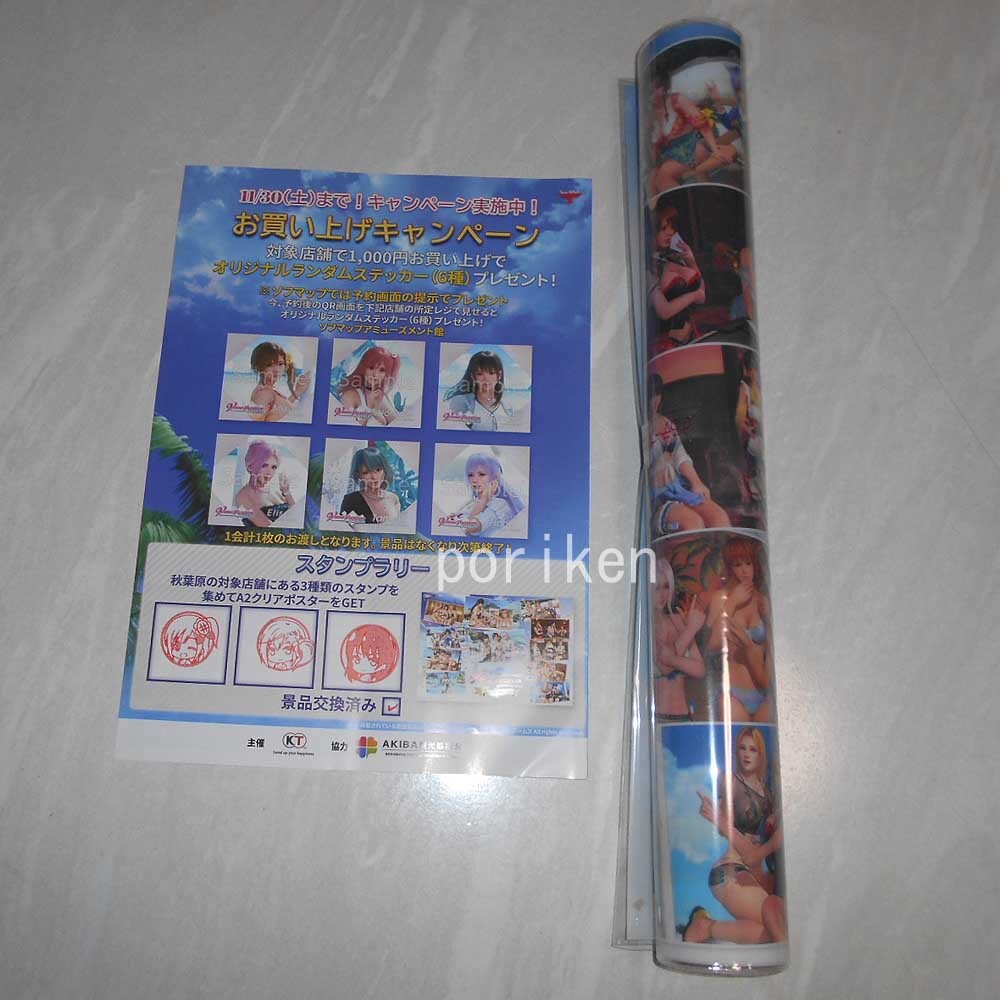 11/30(土)まで！キャンペーン実施中！
お買い上げキャンペーン
対象店舗で1,000円お買い上げで
オリジナルランダムステッカー（6種）プレゼント！
※ソフマップでは予約画面の提示でプレゼント
今、予約後のQR画面を下記店舗の所定レジで見せると
オリジナルランダムステッカー（6種）プレゼント！
ソフマップアミューズメント館
Sample
Sample
Sample
Sample
Sample
Sample
1会計1枚のお渡しとなります。景品はなくなり次第終了！
スタンプラリー
poriken
秋葉原の対象店舗にある3種類のスタンプを
集めてA2クリアポスターをGET
景品交換済み
主催 KT 協力 AKIBA